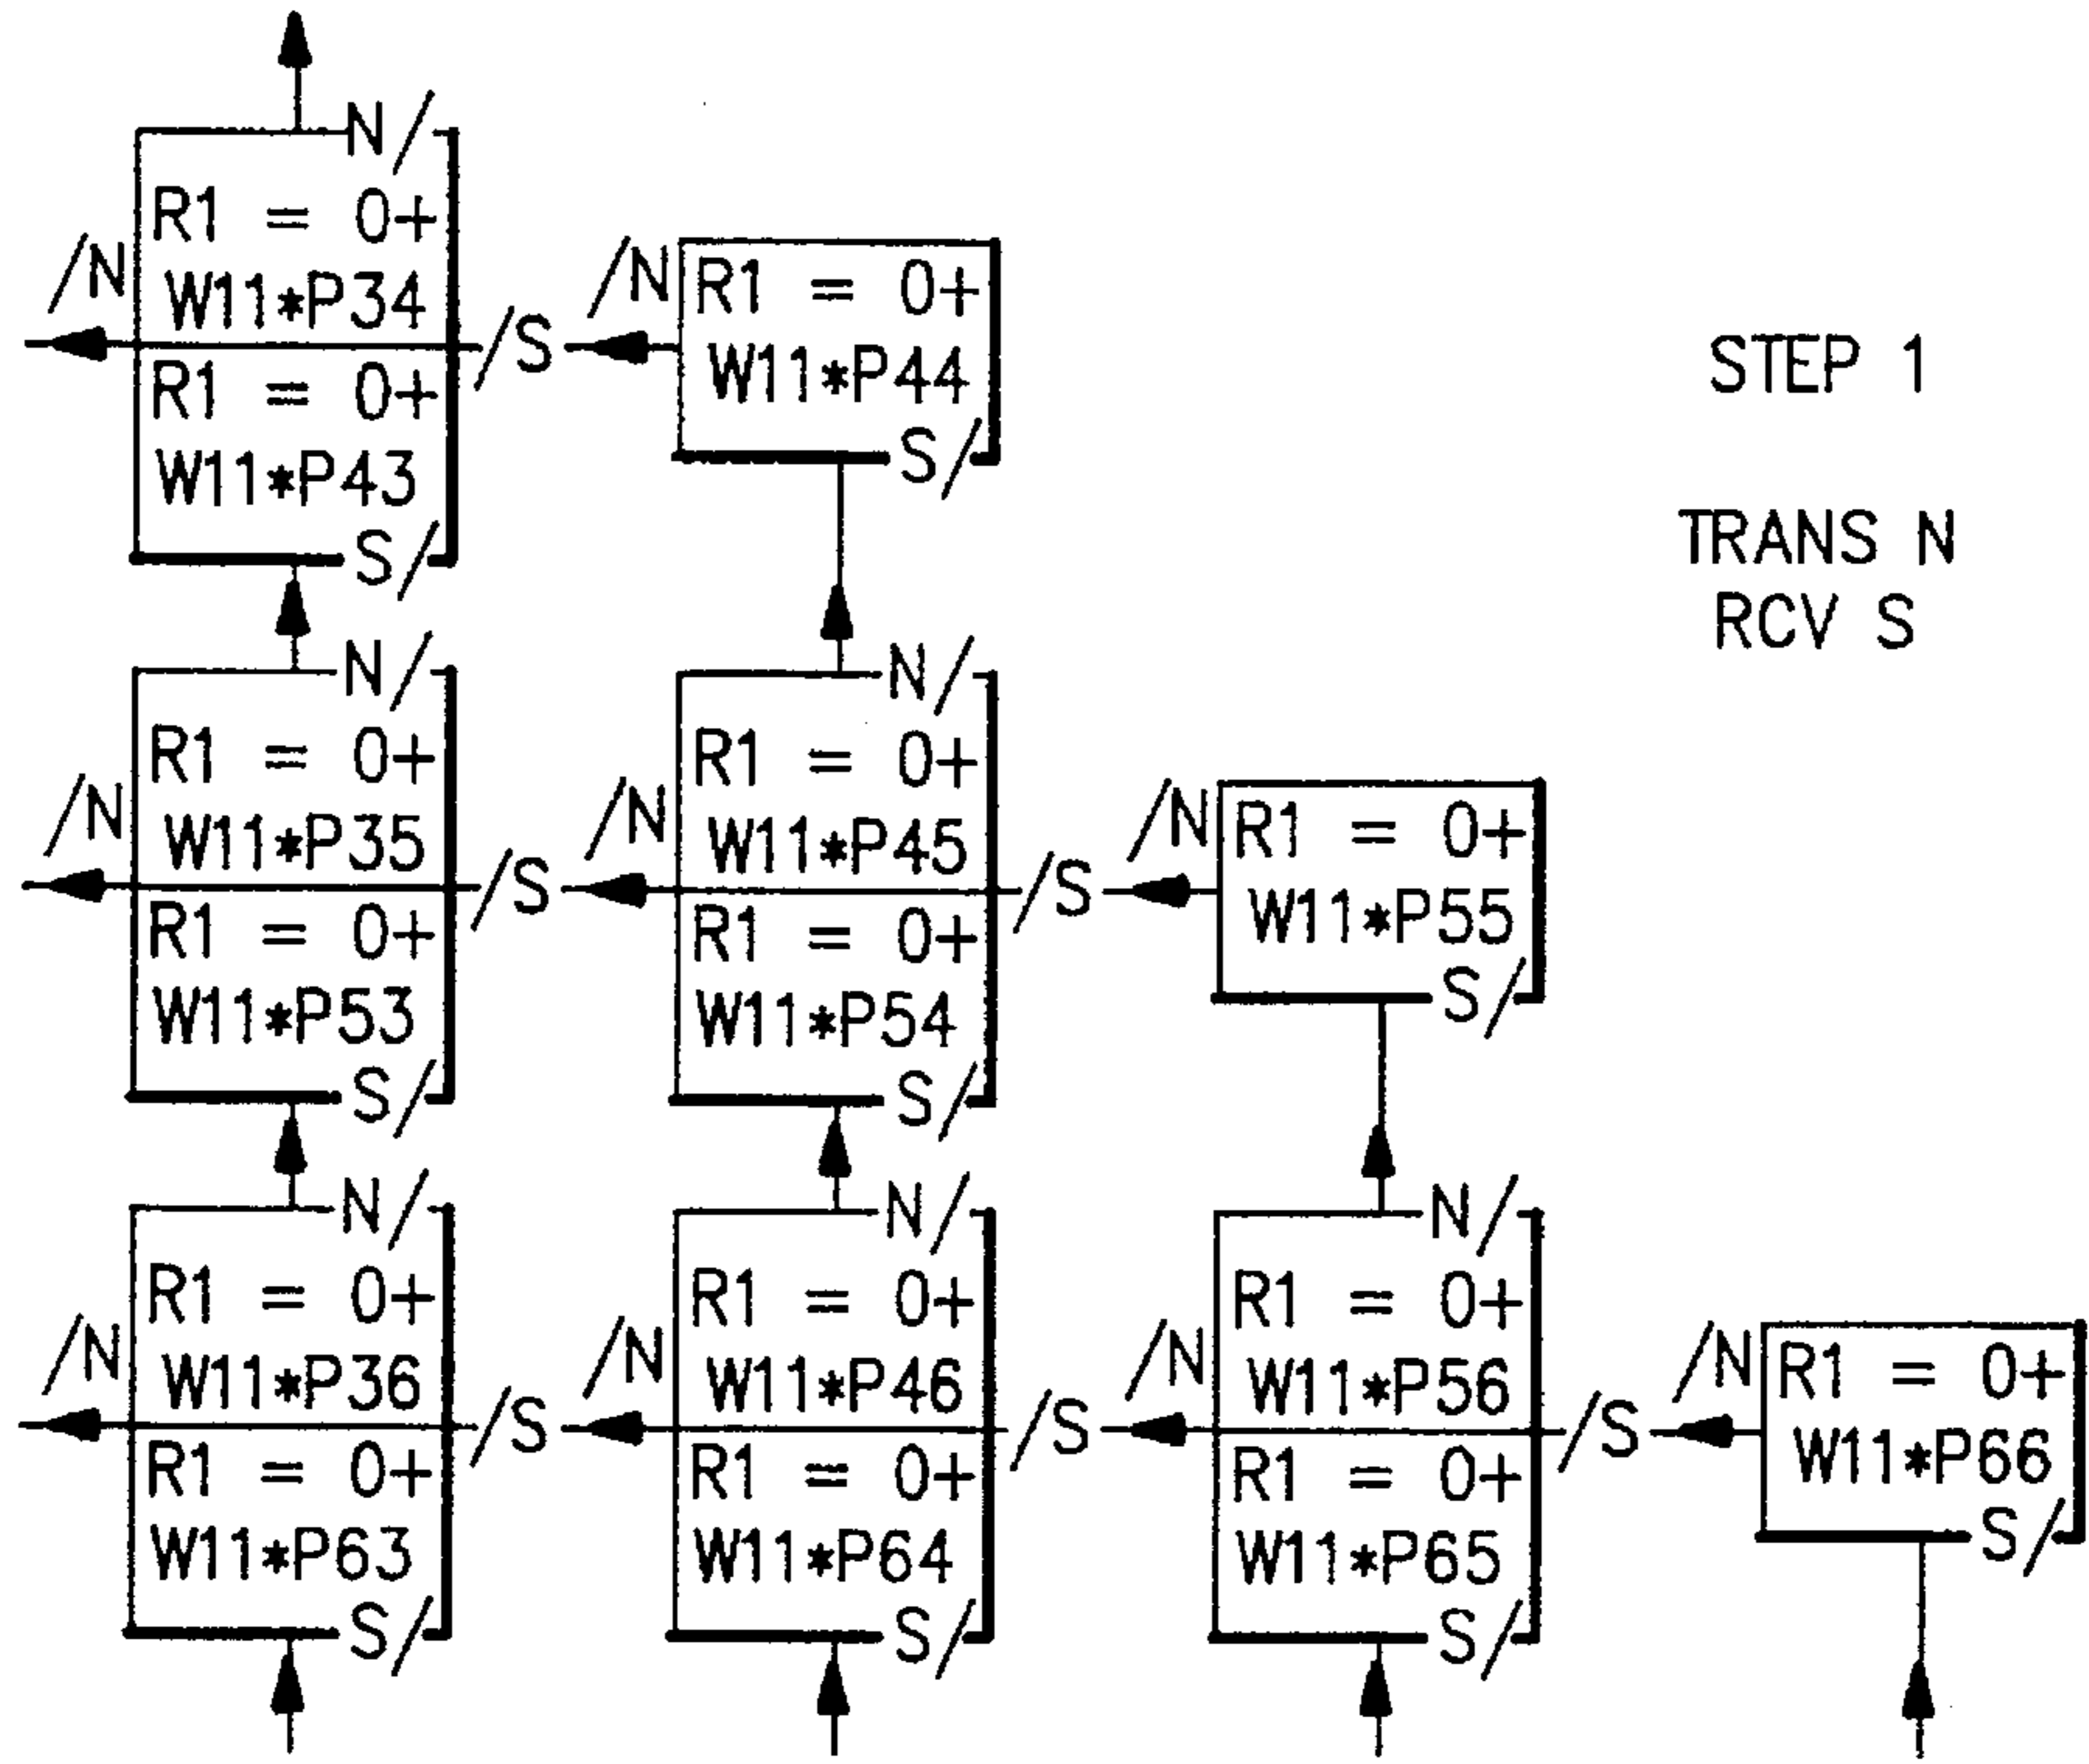 N/
R1 = 0+
/N
W11*P34
/S
R1 = 0+
W11*P43
S/
/N
R1 = 0+
W11*P44
S/
STEP 1
TRANS N
RCV S
N/
R1 = 0+
/N
W11*P35
/S
R1 = 0+
W11*P53
S/
N/
R1 = 0+
/N
W11*P45
/S
R1 = 0+
W11*P54
S/
/N
R1 = 0+
W11*P55
S/
N/
R1 = 0+
/N
W11*P36
/S
R1 = 0+
W11*P63
S/
N/
R1 = 0+
/N
W11*P46
/S
R1 = 0+
W11*P64
S/
N/
R1 = 0+
/N
W11*P56
/S
R1 = 0+
W11*P65
S/
/N
R1 = 0+
W11*P66
S/